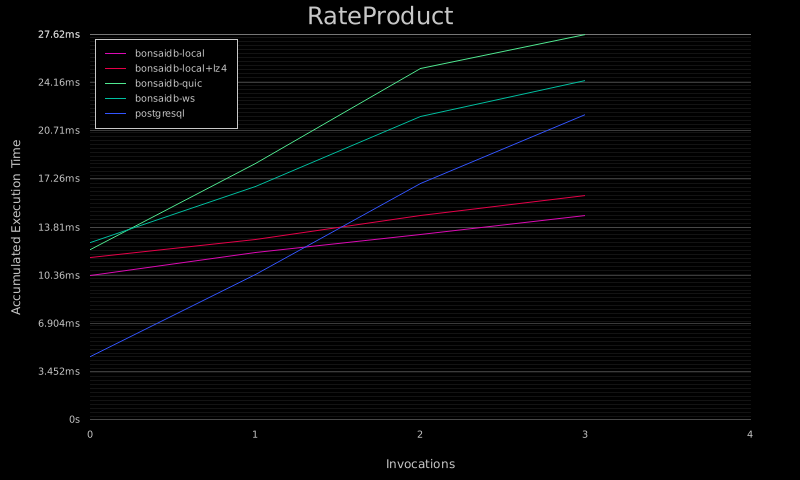 RateProduct
27.62ms
24.16ms
20.71ms
17.26ms
13.81ms
10.36ms
6.904ms
3.452ms
0s
bonsaidb-local
bonsaidb-local+lz4
bonsaidb-quic
bonsaidb-ws
postgresql
Accumulated Execution Time
0 1 2 3 4
Invocations